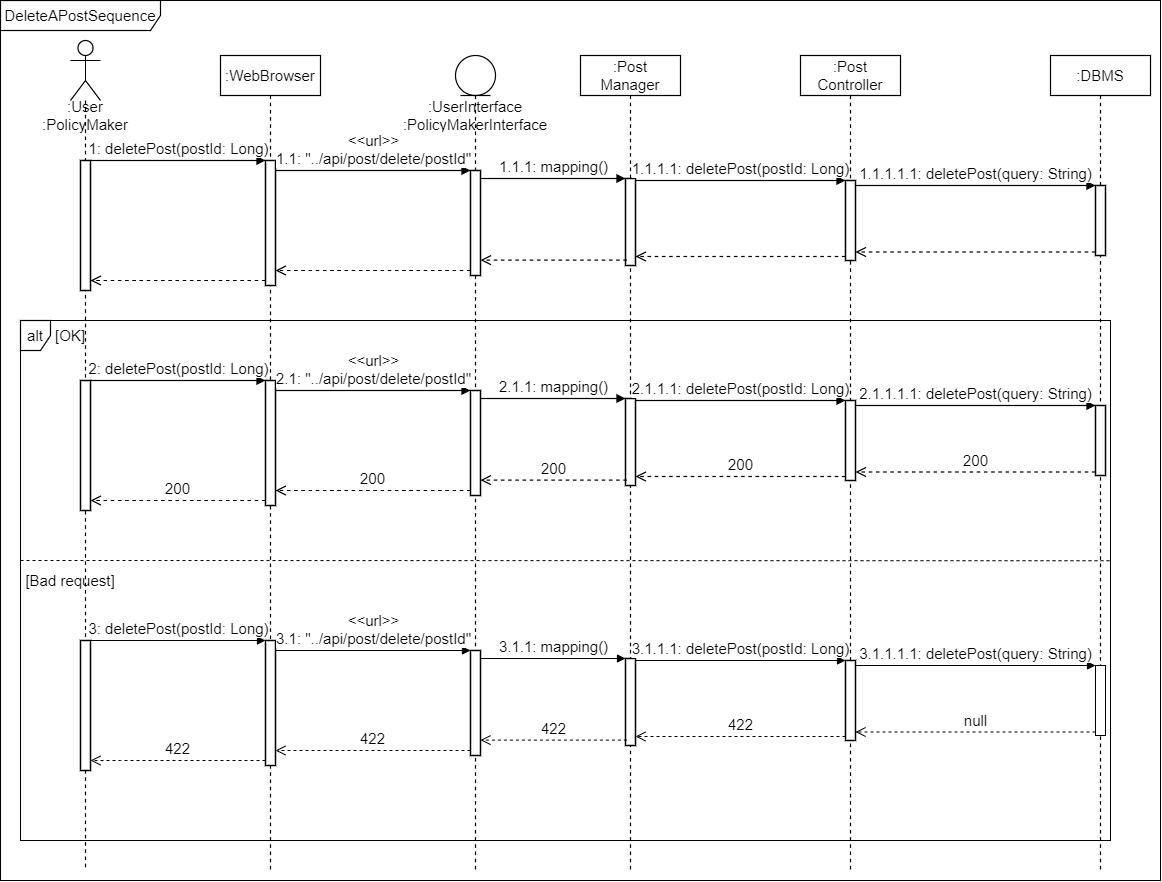 DeleteAPostSequence
:User
:PolicyMaker
:WebBrowser
:UserInterface
:PolicyMakerInterface
:Post
Manager
:Post
Controller
:DBMS
1: deletePost(postId: Long)
<<url>>
1.1: "../api/post/delete/postId"
1.1.1: mapping()
1.1.1.1: deletePost(postId: Long)
1.1.1.1.1: deletePost(query: String)
alt
[OK]
2: deletePost(postId: Long)
<<url>>
2.1: "../api/post/delete/postId"
2.1.1: mapping()
2.1.1.1: deletePost(postId: Long)
2.1.1.1.1: deletePost(query: String)
200
200
200
200
200
[Bad request]
3: deletePost(postId: Long)
<<url>>
3.1: "../api/post/delete/postId"
3.1.1: mapping()
3.1.1.1: deletePost(postId: Long)
3.1.1.1.1: deletePost(query: String)
null
422
422
422
422